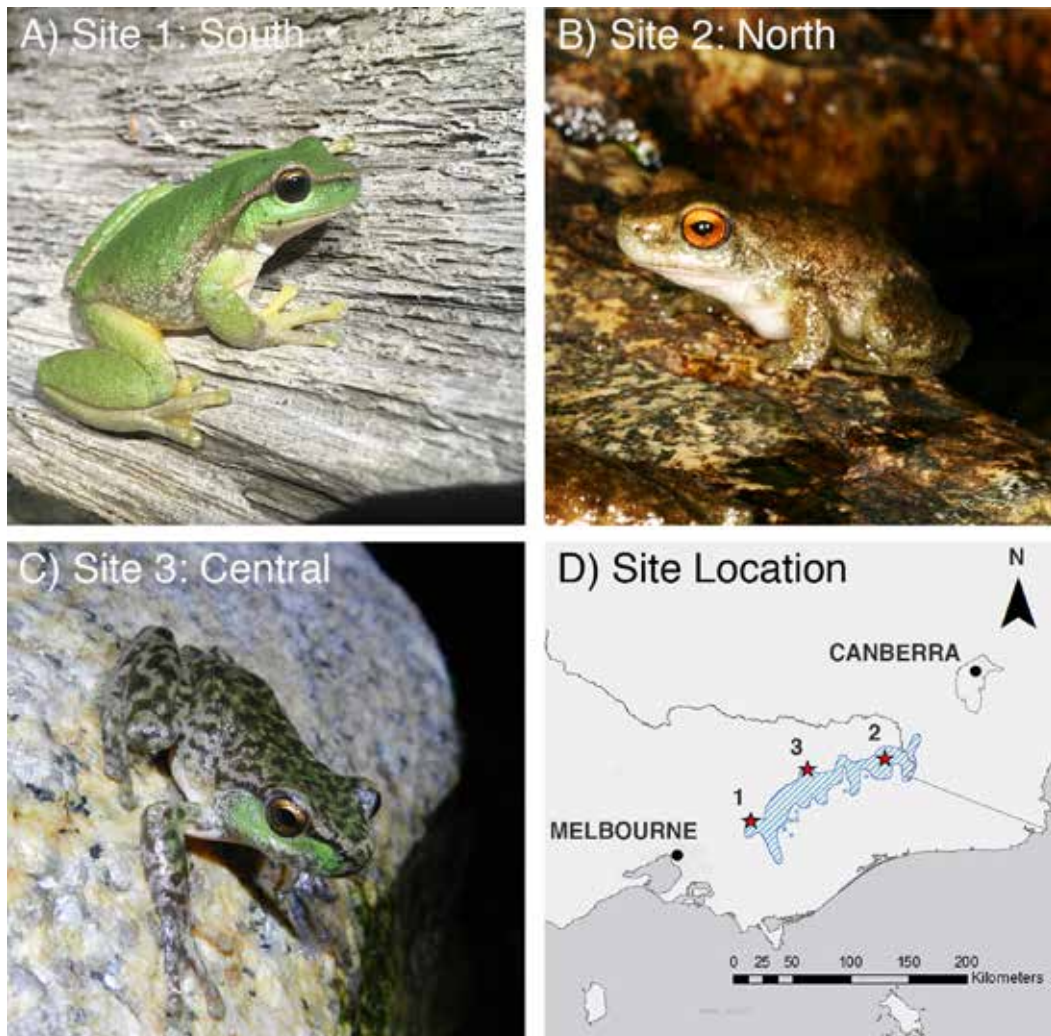 A) Site 1: South
B) Site 2: North
C) Site 3: Central
D) Site Location
N
CANBERRA
2
3
1
MELBOURNE
0 25 50 100 150 200
Kilometers